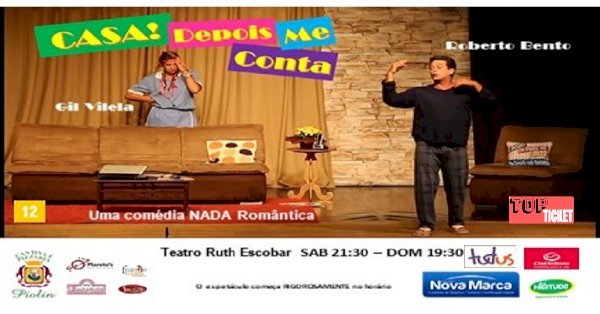 CASA! Depois Me
Conta
Roberto Bento
Gil Vilela
12
Uma comédia NADA Romântica
TOP
TICKET
Teatro Ruth Escobar SAB 21:30 – DOM 19:30
O espetáculo começa RIGOROSAMENTE no horário
Piolin
Nova Marca